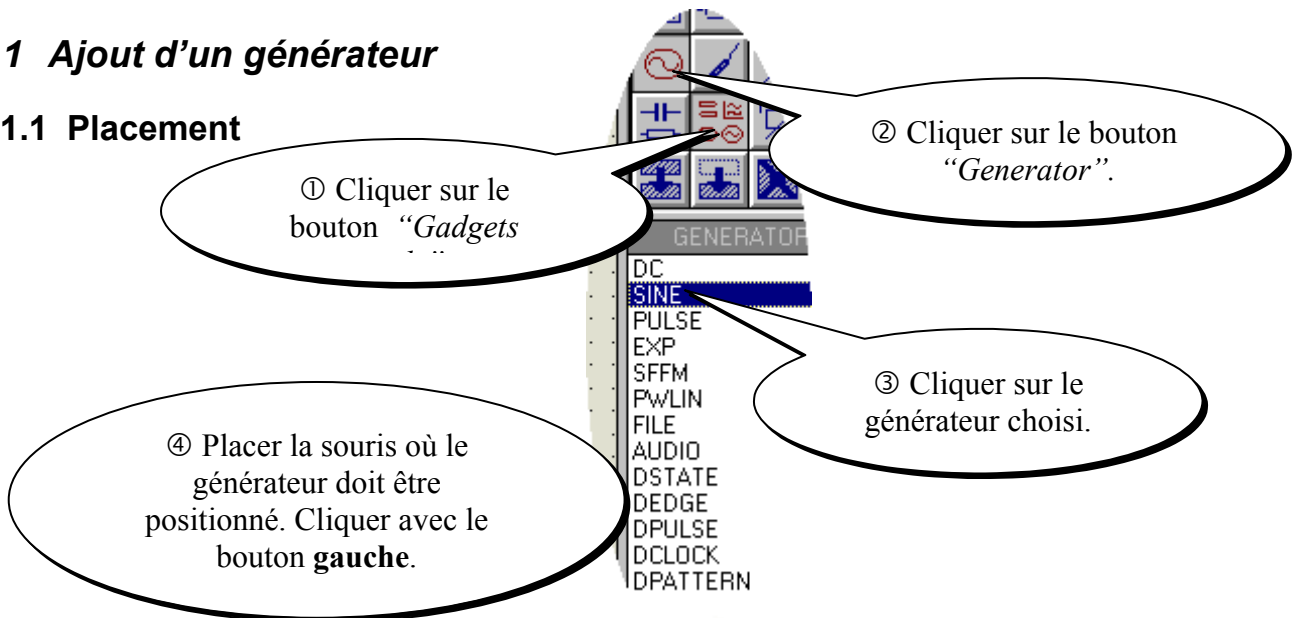 1 Ajout d’un générateur
1.1 Placement
① Cliquer sur le
bouton “Gadgets
② Cliquer sur le bouton
“Generator”.
GENERATOR
DC
SINE
PULSE
EXP
SFFM
PWLIN
FILE
AUDIO
DSTATE
DEDGE
DPULSE
DCLOCK
DPATTERN
③ Cliquer sur le
générateur choisi.
④ Placer la souris où le
générateur doit être
positionné. Cliquer avec le
bouton gauche.